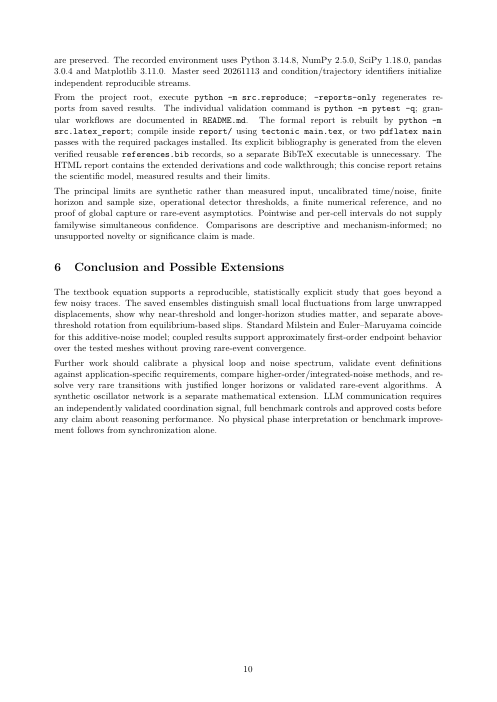 are preserved. The recorded environment uses Python 3.14.8, NumPy 2.5.0, SciPy 1.18.0, pandas
3.0.4 and Matplotlib 3.11.0. Master seed 20261113 and condition/trajectory identifiers initialize
independent reproducible streams.
From the project root, execute python -m src.reproduce; -reports-only regenerates re-
ports from saved results. The individual validation command is python -m pytest -q; gran-
ular workflows are documented in README.md. The formal report is rebuilt by python -m
src.latex_report; compile inside report/ using tectonic main.tex, or two pdflatex main
passes with the required packages installed. Its explicit bibliography is generated from the eleven
verified reusable references.bib records, so a separate BibTeX executable is unnecessary. The
HTML report contains the extended derivations and code walkthrough; this concise report retains
the scientific model, measured results and their limits.
The principal limits are synthetic rather than measured input, uncalibrated time/noise, finite
horizon and sample size, operational detector thresholds, a finite numerical reference, and no
proof of global capture or rare-event asymptotics. Pointwise and per-cell intervals do not supply
familywise simultaneous confidence. Comparisons are descriptive and mechanism-informed; no
unsupported novelty or significance claim is made.
6 Conclusion and Possible Extensions
The textbook equation supports a reproducible, statistically explicit study that goes beyond a
few noisy traces. The saved ensembles distinguish small local fluctuations from large unwrapped
displacements, show why near-threshold and longer-horizon studies matter, and separate above-
threshold rotation from equilibrium-based slips. Standard Milstein and Euler–Maruyama coincide
for this additive-noise model; coupled results support approximately first-order endpoint behavior
over the tested meshes without proving rare-event convergence.
Further work should calibrate a physical loop and noise spectrum, validate event definitions
against application-specific requirements, compare higher-order/integrated-noise methods, and re-
solve very rare transitions with justified longer horizons or validated rare-event algorithms. A
synthetic oscillator network is a separate mathematical extension. LLM communication requires
an independently validated coordination signal, full benchmark controls and approved costs before
any claim about reasoning performance. No physical phase interpretation or benchmark improve-
ment follows from synchronization alone.
10